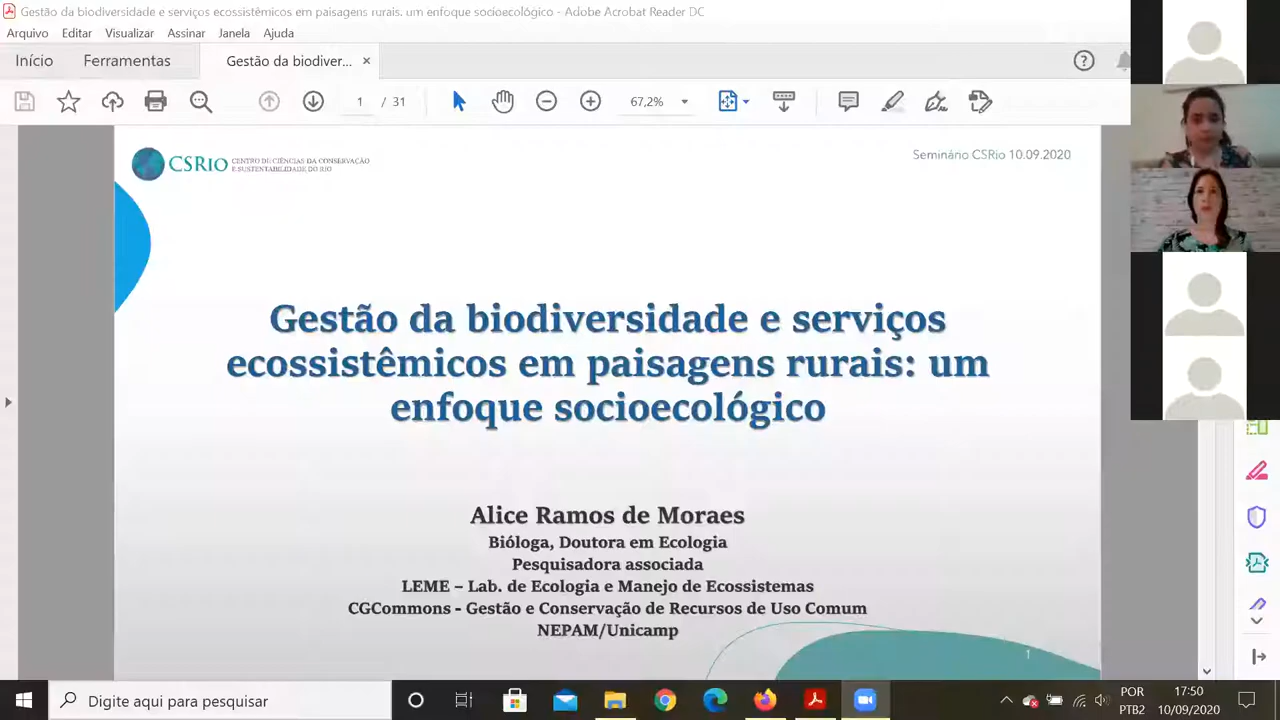 Gestão da biodiversidade e serviços ecossistêmicos em paisagens rurais. um enfoque socioecológico - Adobe Acrobat Reader DC
Arquivo Editar Visualizar Assinar Janela Ajuda
Início Ferramentas Gestão da biodiver... ×
1 / 31 67,2%
CSRio CENTRO DE CIÊNCIAS DA CONSERVAÇÃO
E SUSTENTABILIDADE DO RIO
Seminário CSRio 10.09.2020
Gestão da biodiversidade e serviços
ecossistêmicos em paisagens rurais: um
enfoque socioecológico
Alice Ramos de Moraes
Bióloga, Doutora em Ecologia
Pesquisadora associada
LEME – Lab. de Ecologia e Manejo de Ecossistemas
CGCommons - Gestão e Conservação de Recursos de Uso Comum
NEPAM/Unicamp
1
Digite aqui para pesquisar
POR
PTB2
17:50
10/09/2020